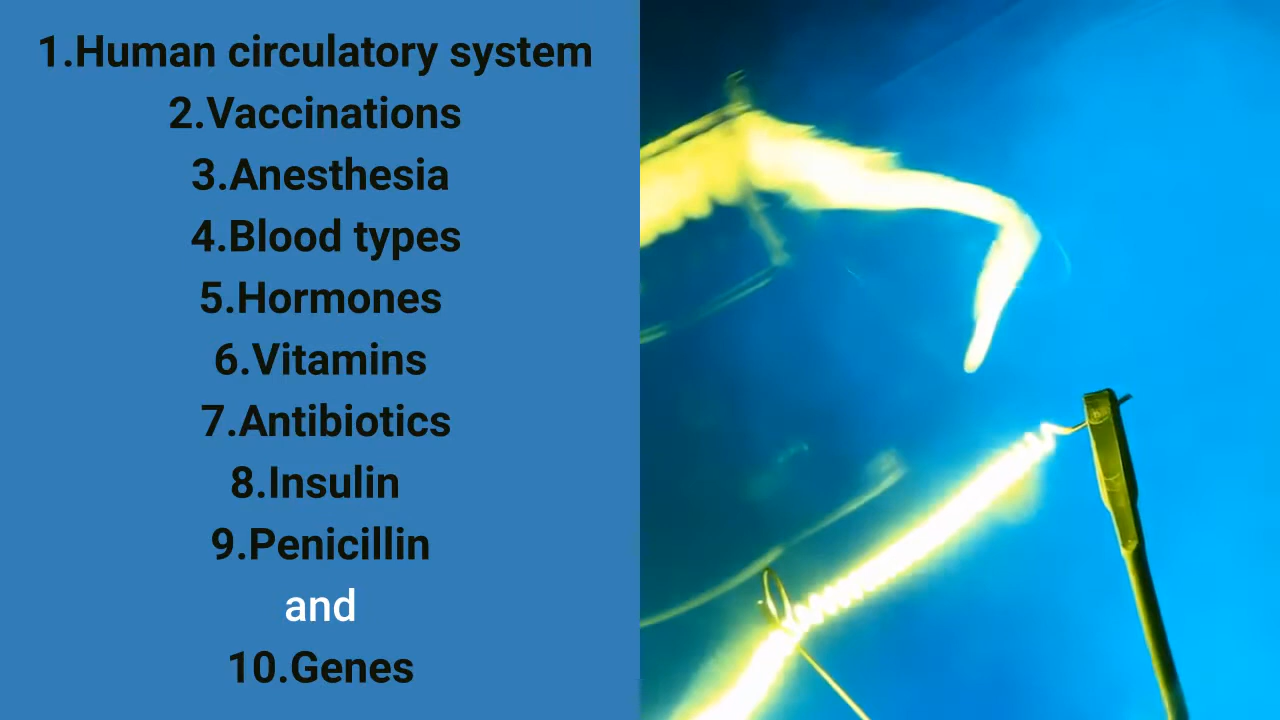 1.Human circulatory system
2.Vaccinations
3.Anesthesia
4.Blood types
5.Hormones
6.Vitamins
7.Antibiotics
8.Insulin
9.Penicillin
and
10.Genes